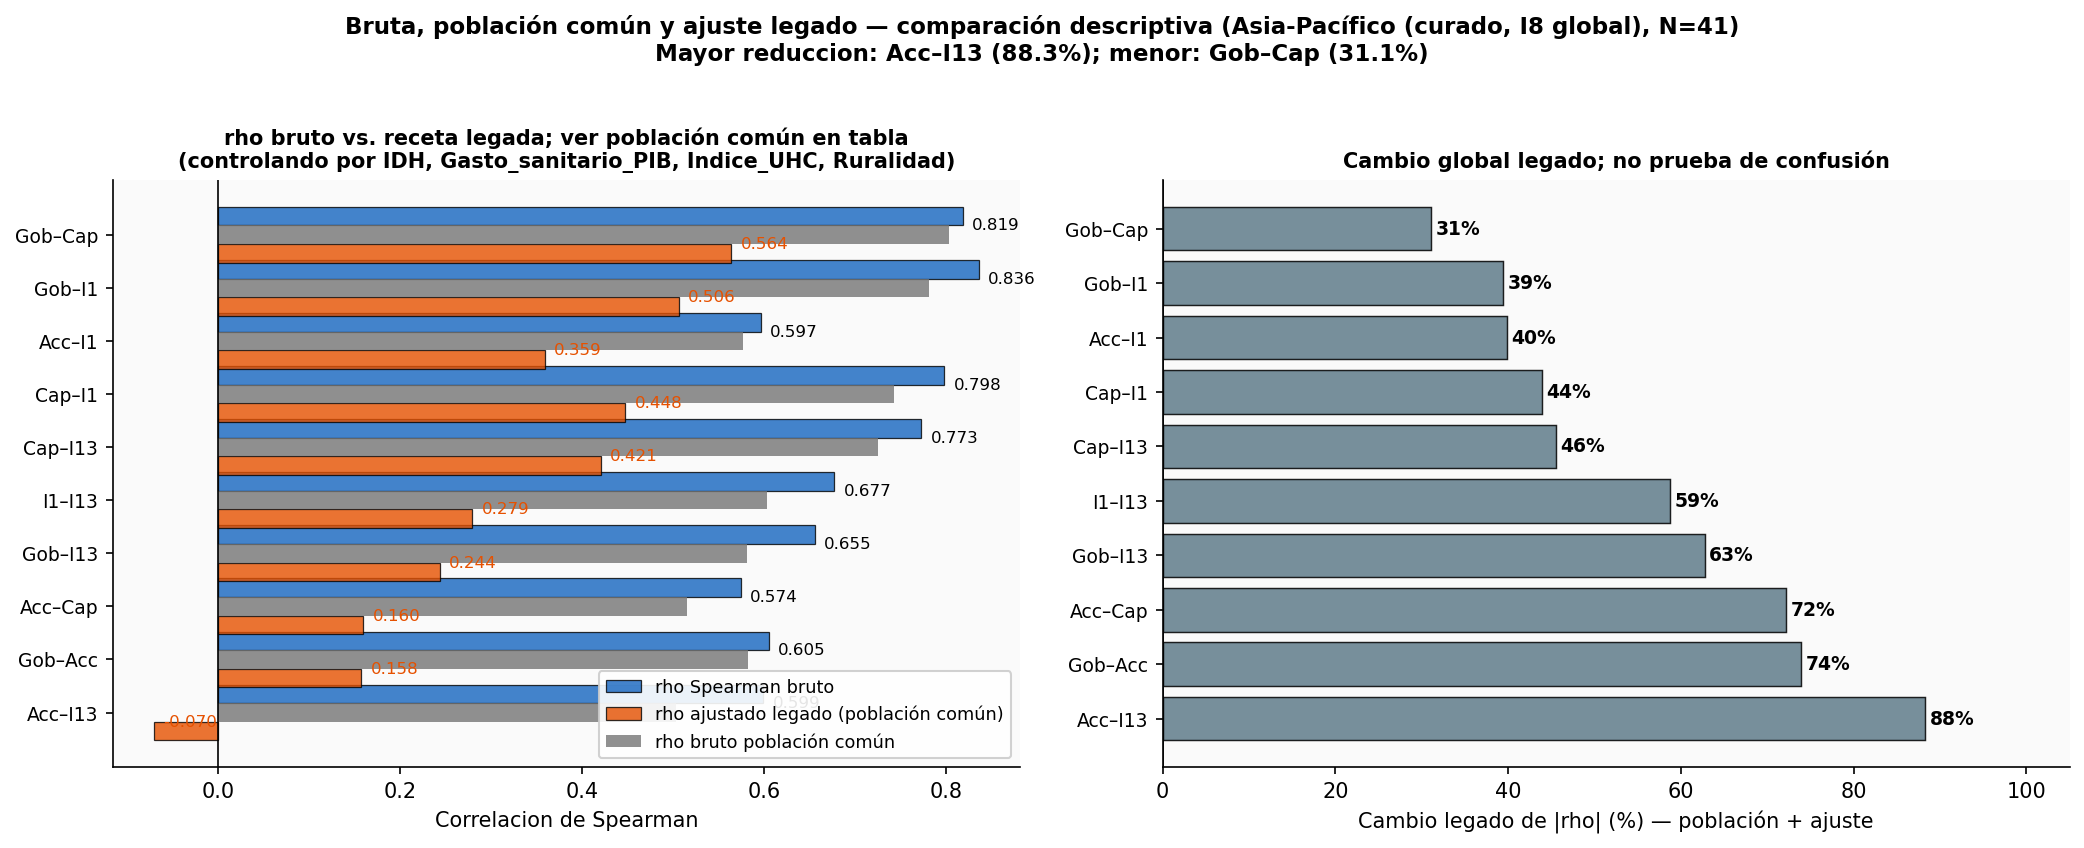 Bruta, población común y ajuste legado — comparación descriptiva (Asia-Pacífico (curado, I8 global), N=41)
Mayor reduccion: Acc–I13 (88.3%); menor: Gob–Cap (31.1%)
rho bruto vs. receta legada; ver población común en tabla
(controlando por IDH, Gasto_sanitario_PIB, Indice_UHC, Ruralidad)
Gob–Cap
0.819
0.564
Gob–I1
0.836
0.506
Acc–I1
0.597
0.359
Cap–I1
0.798
0.448
Cap–I13
0.773
0.421
I1–I13
0.677
0.279
Gob–I13
0.655
0.244
Acc–Cap
0.574
0.160
Gob–Acc
0.605
0.158
Acc–I13
0.599
-0.070
rho Spearman bruto
rho ajustado legado (población común)
rho bruto población común
0.0 0.2 0.4 0.6 0.8
Correlacion de Spearman
Cambio global legado; no prueba de confusión
Gob–Cap 31%
Gob–I1 39%
Acc–I1 40%
Cap–I1 44%
Cap–I13 46%
I1–I13 59%
Gob–I13 63%
Acc–Cap 72%
Gob–Acc 74%
Acc–I13 88%
0 20 40 60 80 100
Cambio legado de |rho| (%) — población + ajuste